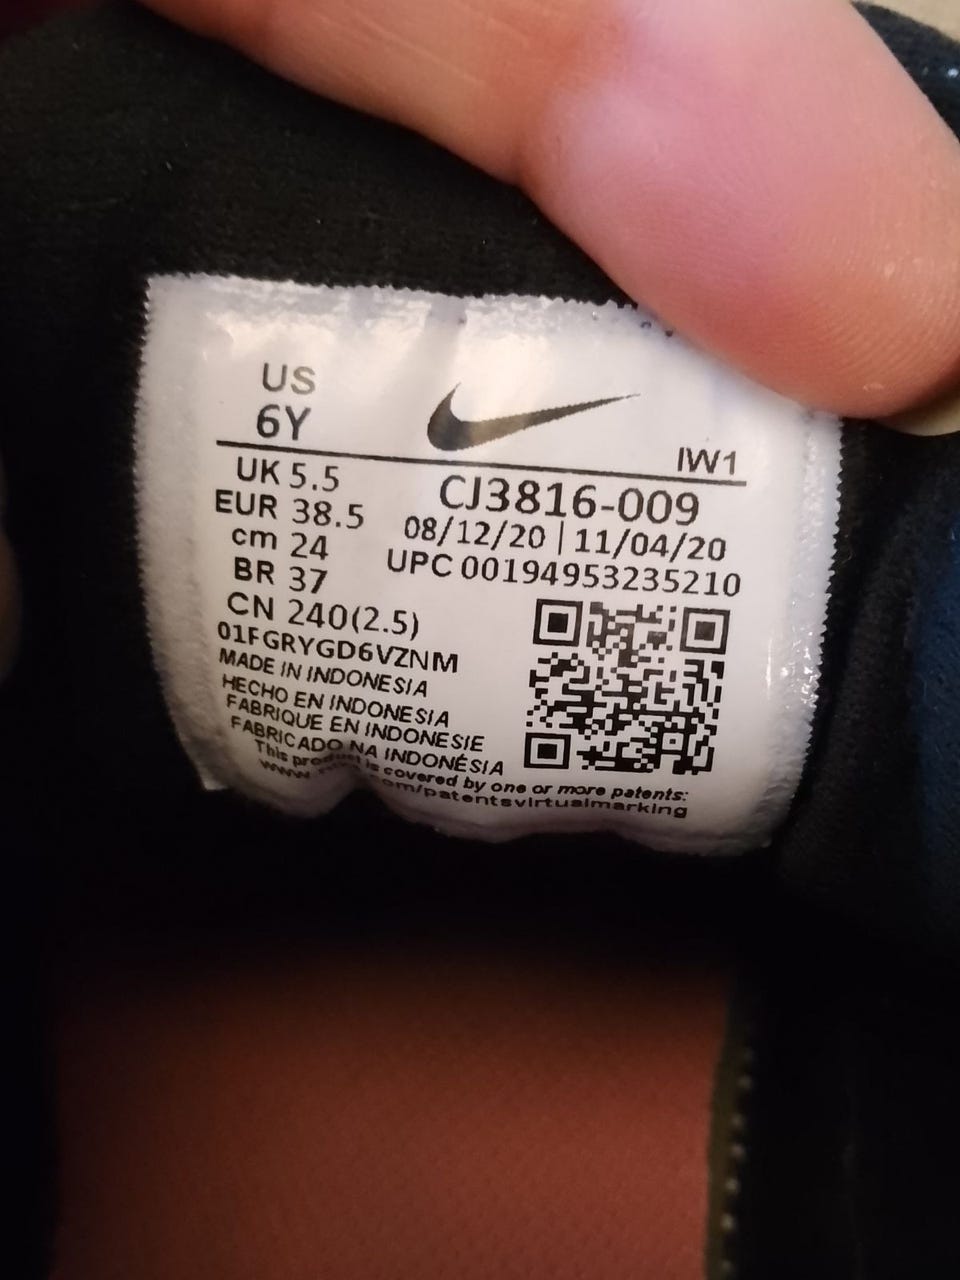 US
6Y
IW1
UK 5.5
EUR 38.5
cm 24
BR 37
CN 240(2.5)
CJ3816-009
08/12/20 | 11/04/20
UPC 00194953235210
01FGRYGD6VZNM
MADE IN INDONESIA
HECHO EN INDONESIA
FABRIQUE EN INDONESIE
FABRICADO NA INDONÉSIA
This product is covered by one or more patents:
www. om/patentsvirtualmarking